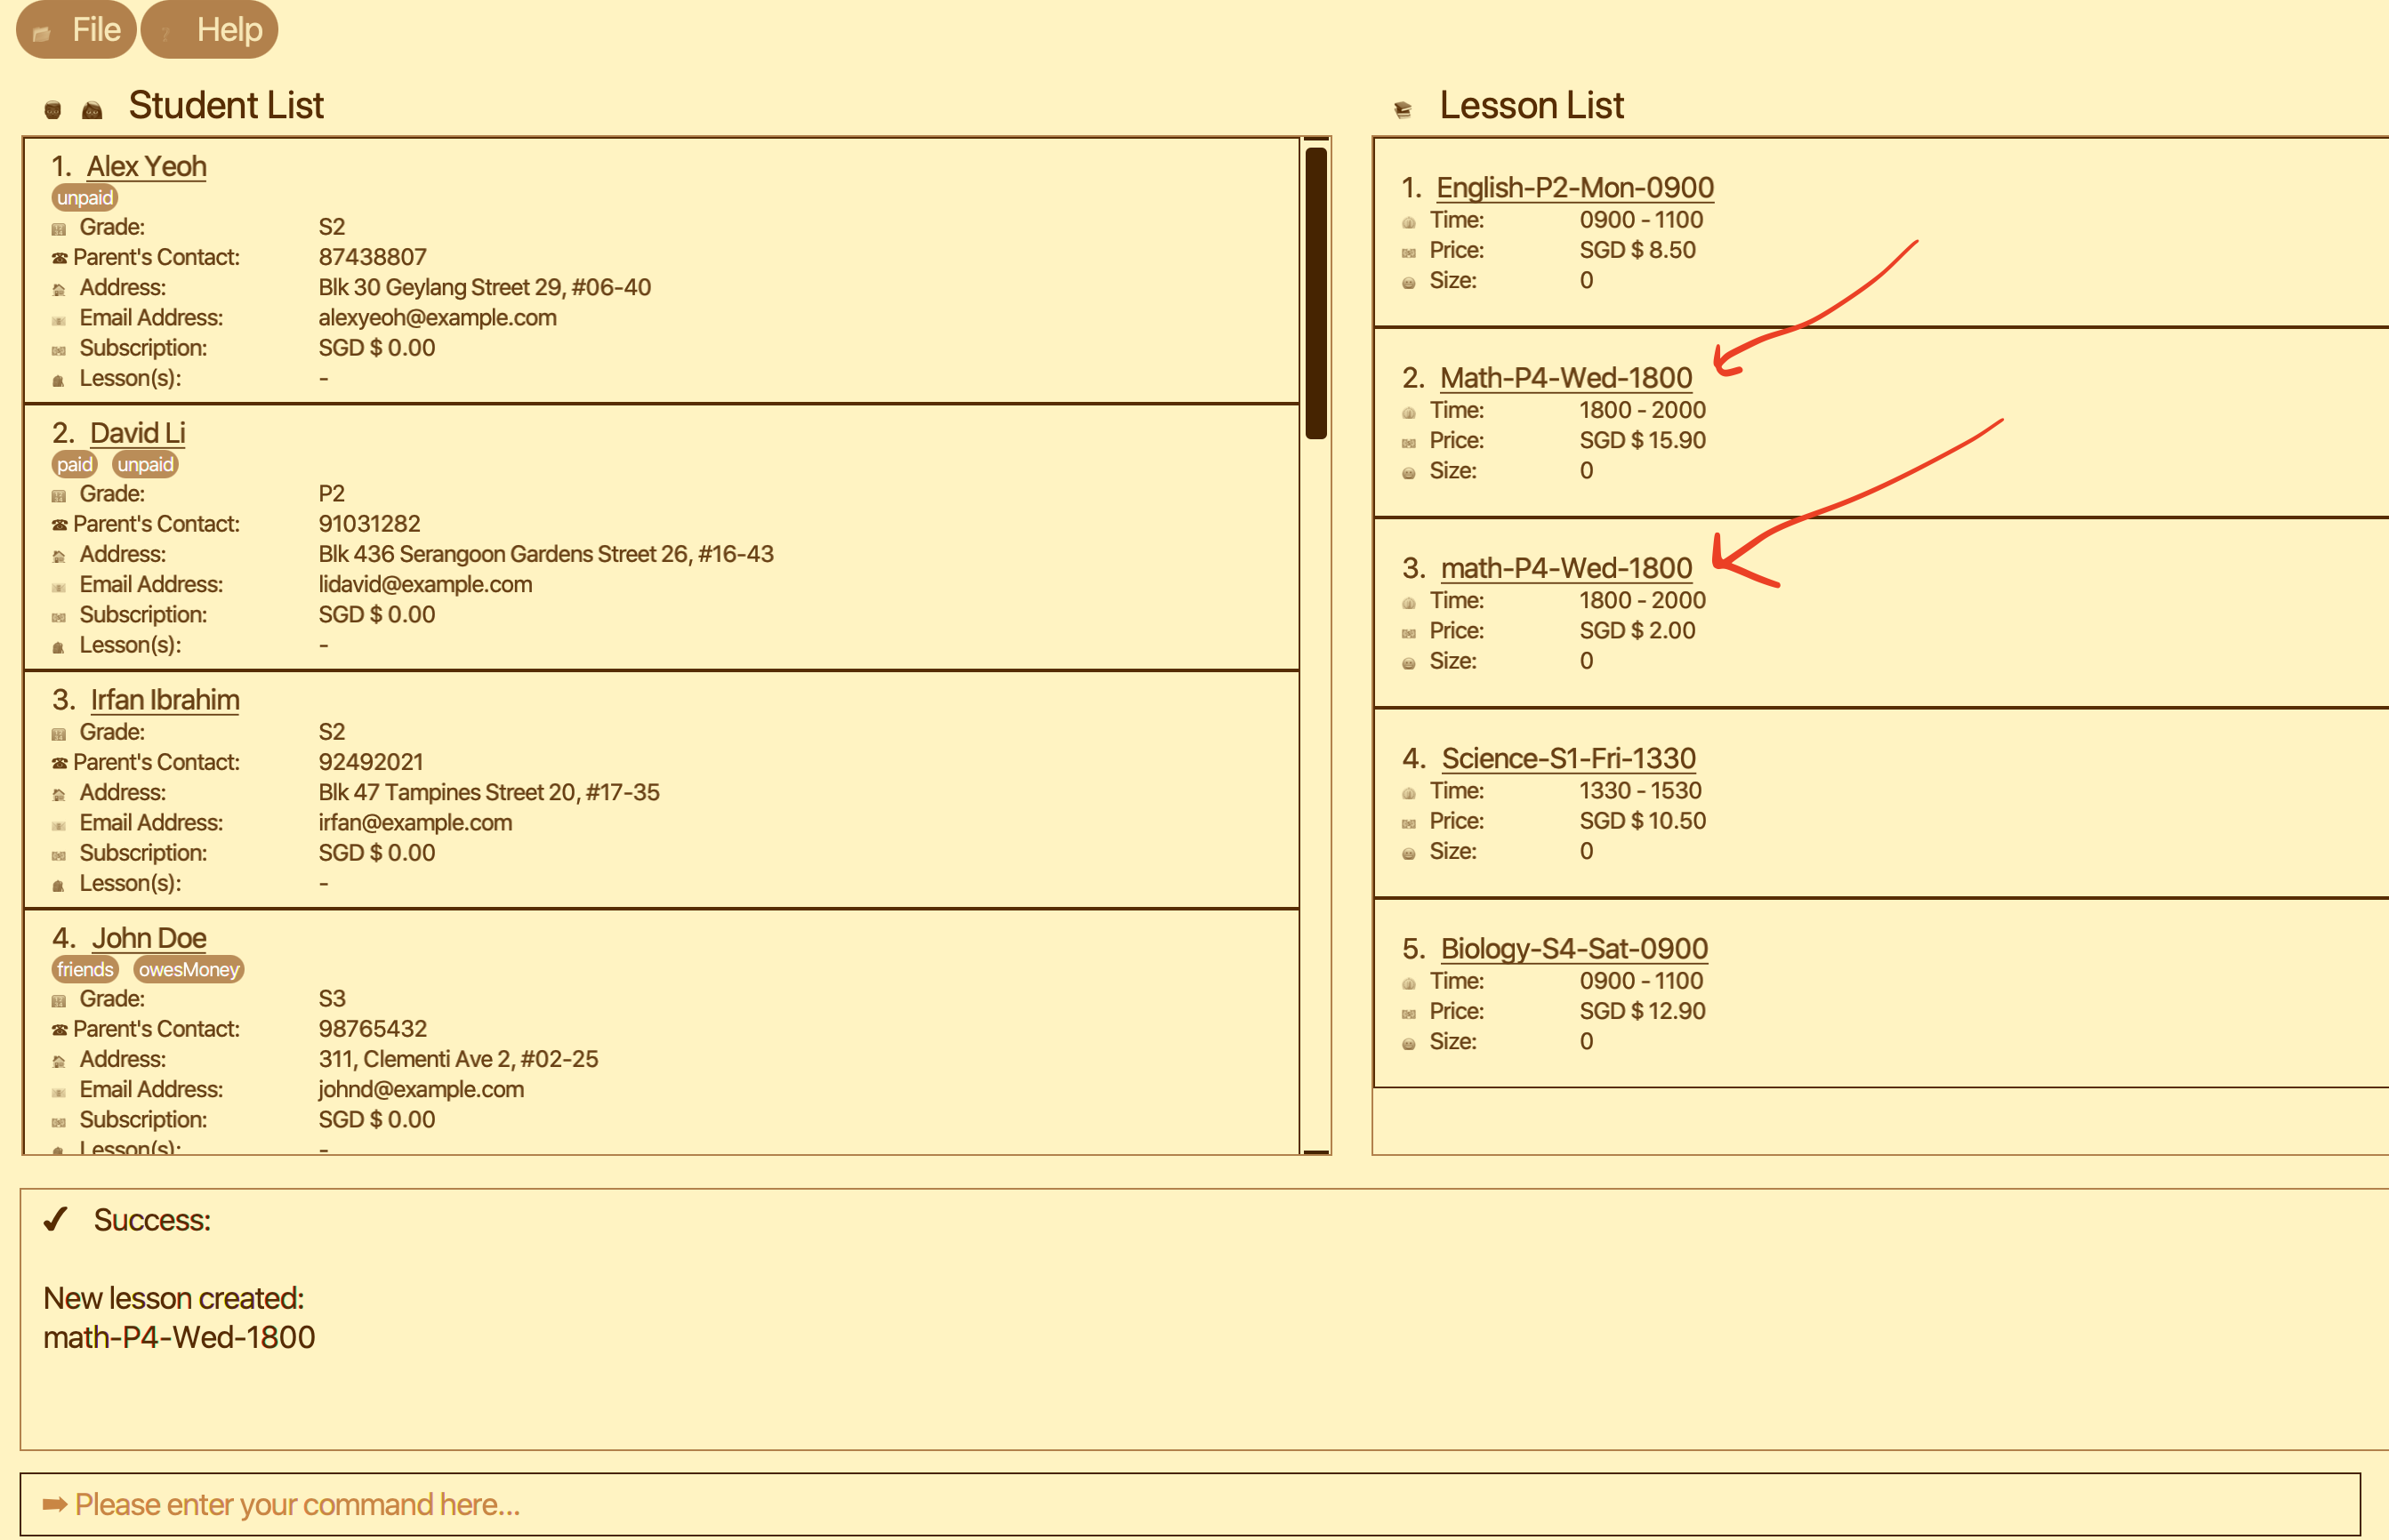 File Help
Student List
1. Alex Yeoh
unpaid
Grade: S2
Parent's Contact: 87438807
Address: Blk 30 Geylang Street 29, #06-40
Email Address: alexyeoh@example.com
Subscription: SGD $ 0.00
Lesson(s): -
2. David Li
paid unpaid
Grade: P2
Parent's Contact: 91031282
Address: Blk 436 Serangoon Gardens Street 26, #16-43
Email Address: lidavid@example.com
Subscription: SGD $ 0.00
Lesson(s): -
3. Irfan Ibrahim
Grade: S2
Parent's Contact: 92492021
Address: Blk 47 Tampines Street 20, #17-35
Email Address: irfan@example.com
Subscription: SGD $ 0.00
Lesson(s): -
4. John Doe
friends owesMoney
Grade: S3
Parent's Contact: 98765432
Address: 311, Clementi Ave 2, #02-25
Email Address: johnd@example.com
Subscription: SGD $ 0.00
Lesson(s): -
Lesson List
1. English-P2-Mon-0900
Time: 0900 - 1100
Price: SGD $ 8.50
Size: 0
2. Math-P4-Wed-1800
Time: 1800 - 2000
Price: SGD $ 15.90
Size: 0
3. math-P4-Wed-1800
Time: 1800 - 2000
Price: SGD $ 2.00
Size: 0
4. Science-S1-Fri-1330
Time: 1330 - 1530
Price: SGD $ 10.50
Size: 0
5. Biology-S4-Sat-0900
Time: 0900 - 1100
Price: SGD $ 12.90
Size: 0
✔ Success:
New lesson created:
math-P4-Wed-1800
➡ Please enter your command here...